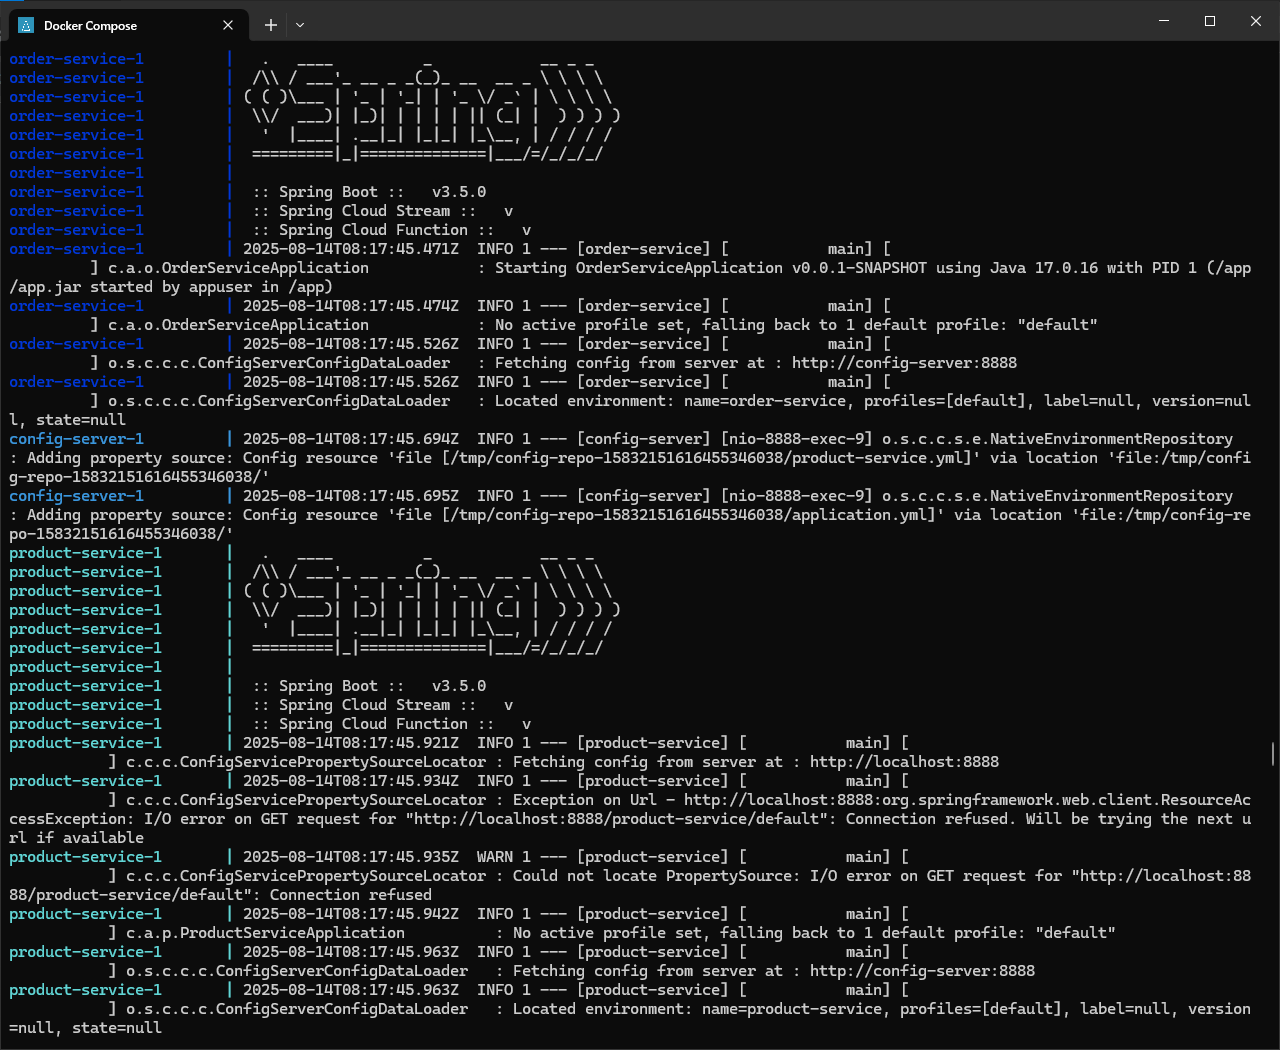 Docker Compose
order-service-1         |   .   ____          _            __ _ _
order-service-1         |  /\\ / ___'_ __ _ _(_)_ __  __ _ \ \ \ \
order-service-1         | ( ( )\___ | '_ | '_| | '_ \/ _` | \ \ \ \
order-service-1         |  \\/  ___)| |_)| | | | | || (_| |  ) ) ) )
order-service-1         |   '  |____| .__|_| |_|_| |_\__, | / / / /
order-service-1         |  =========|_|==============|___/=/_/_/_/
order-service-1         |
order-service-1         |  :: Spring Boot ::   v3.5.0
order-service-1         |  :: Spring Cloud Stream ::   v
order-service-1         |  :: Spring Cloud Function ::   v
order-service-1         | 2025-08-14T08:17:45.471Z  INFO 1 --- [order-service] [           main] [
         ] c.a.o.OrderServiceApplication            : Starting OrderServiceApplication v0.0.1-SNAPSHOT using Java 17.0.16 with PID 1 (/app
/app.jar started by appuser in /app)
order-service-1         | 2025-08-14T08:17:45.474Z  INFO 1 --- [order-service] [           main] [
         ] c.a.o.OrderServiceApplication            : No active profile set, falling back to 1 default profile: "default"
order-service-1         | 2025-08-14T08:17:45.526Z  INFO 1 --- [order-service] [           main] [
         ] o.s.c.c.c.ConfigServerConfigDataLoader   : Fetching config from server at : http://config-server:8888
order-service-1         | 2025-08-14T08:17:45.526Z  INFO 1 --- [order-service] [           main] [
         ] o.s.c.c.c.ConfigServerConfigDataLoader   : Located environment: name=order-service, profiles=[default], label=null, version=nul
l, state=null
config-server-1         | 2025-08-14T08:17:45.694Z  INFO 1 --- [config-server] [nio-8888-exec-9] o.s.c.c.s.e.NativeEnvironmentRepository
: Adding property source: Config resource 'file [/tmp/config-repo-15832151616455346038/product-service.yml]' via location 'file:/tmp/confi
g-repo-15832151616455346038/'
config-server-1         | 2025-08-14T08:17:45.695Z  INFO 1 --- [config-server] [nio-8888-exec-9] o.s.c.c.s.e.NativeEnvironmentRepository
: Adding property source: Config resource 'file [/tmp/config-repo-15832151616455346038/application.yml]' via location 'file:/tmp/config-re
po-15832151616455346038/'
product-service-1       |   .   ____          _            __ _ _
product-service-1       |  /\\ / ___'_ __ _ _(_)_ __  __ _ \ \ \ \
product-service-1       | ( ( )\___ | '_ | '_| | '_ \/ _` | \ \ \ \
product-service-1       |  \\/  ___)| |_)| | | | | || (_| |  ) ) ) )
product-service-1       |   '  |____| .__|_| |_|_| |_\__, | / / / /
product-service-1       |  =========|_|==============|___/=/_/_/_/
product-service-1       |
product-service-1       |  :: Spring Boot ::   v3.5.0
product-service-1       |  :: Spring Cloud Stream ::   v
product-service-1       |  :: Spring Cloud Function ::   v
product-service-1       | 2025-08-14T08:17:45.921Z  INFO 1 --- [product-service] [           main] [
           ] c.c.c.ConfigServicePropertySourceLocator : Fetching config from server at : http://localhost:8888
product-service-1       | 2025-08-14T08:17:45.934Z  INFO 1 --- [product-service] [           main] [
           ] c.c.c.ConfigServicePropertySourceLocator : Exception on Url - http://localhost:8888:org.springframework.web.client.ResourceAc
cessException: I/O error on GET request for "http://localhost:8888/product-service/default": Connection refused. Will be trying the next u
rl if available
product-service-1       | 2025-08-14T08:17:45.935Z  WARN 1 --- [product-service] [           main] [
           ] c.c.c.ConfigServicePropertySourceLocator : Could not locate PropertySource: I/O error on GET request for "http://localhost:88
88/product-service/default": Connection refused
product-service-1       | 2025-08-14T08:17:45.942Z  INFO 1 --- [product-service] [           main] [
           ] c.a.p.ProductServiceApplication          : No active profile set, falling back to 1 default profile: "default"
product-service-1       | 2025-08-14T08:17:45.963Z  INFO 1 --- [product-service] [           main] [
           ] o.s.c.c.c.ConfigServerConfigDataLoader   : Fetching config from server at : http://config-server:8888
product-service-1       | 2025-08-14T08:17:45.963Z  INFO 1 --- [product-service] [           main] [
           ] o.s.c.c.c.ConfigServerConfigDataLoader   : Located environment: name=product-service, profiles=[default], label=null, version
=null, state=null